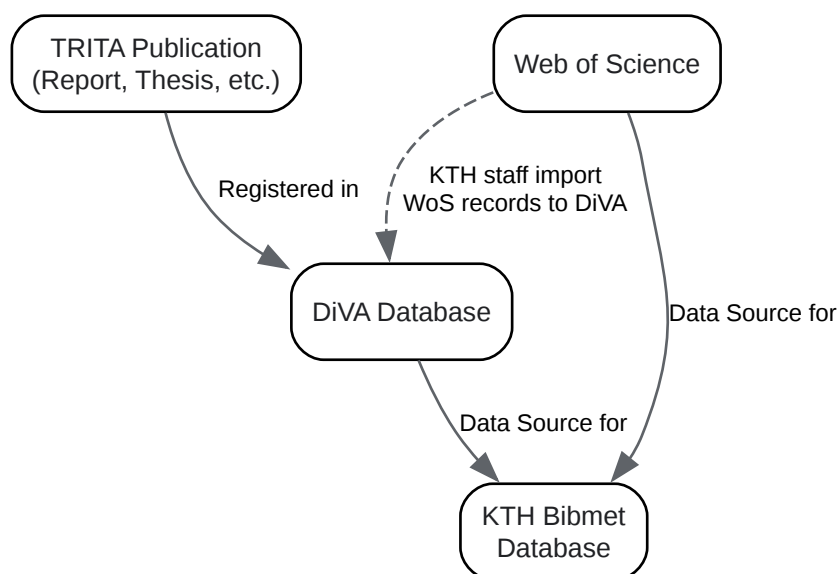 TRITA Publication
(Report, Thesis, etc.)
Web of Science
Registered in
KTH staff import
WoS records to DiVA
DiVA Database
Data Source for
Data Source for
KTH Bibmet
Database